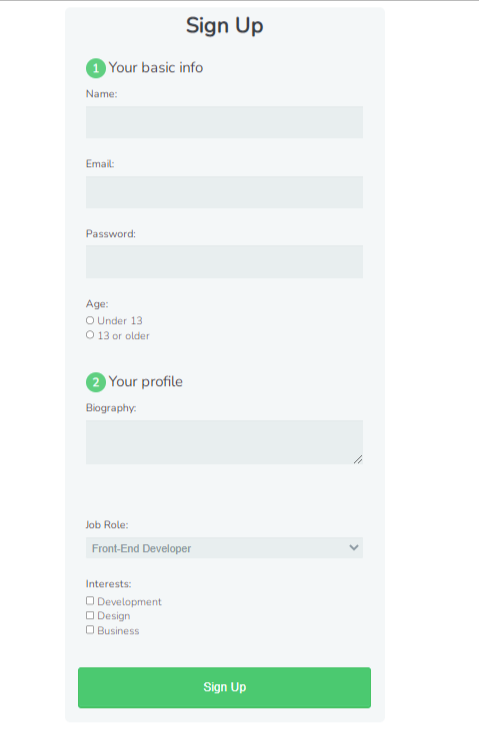 Sign Up
1 Your basic info
Name:
Email:
Password:
Age:
Under 13
13 or older
2 Your profile
Biography:
Job Role:
Front-End Developer
Interests:
Development
Design
Business
Sign Up